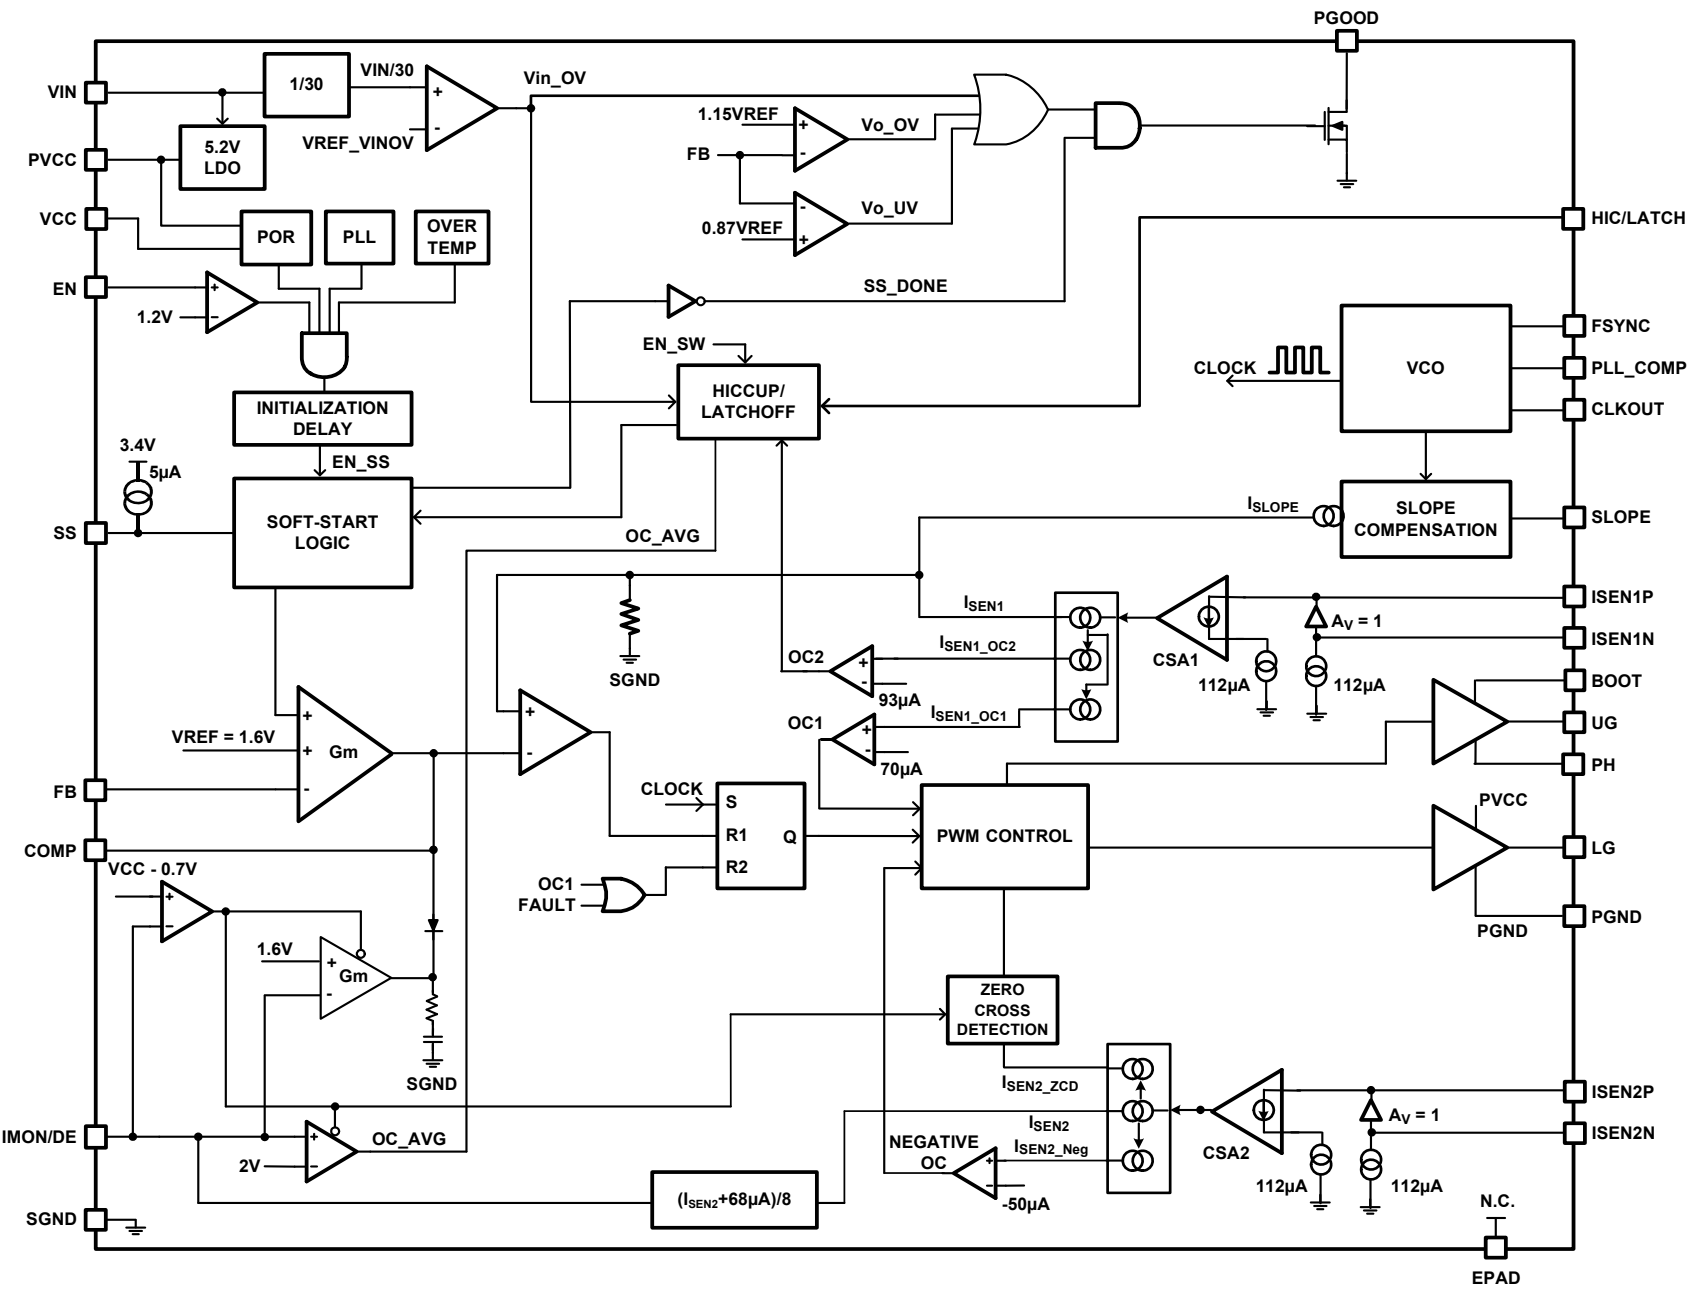 PGOOD
VIN
1/30
VIN/30
+
-
VREF_VINOV
Vin_OV
1.15VREF
+
-
Vo_OV
FB
-
+
0.87VREF
Vo_UV
PVCC
5.2V
LDO
VCC
POR
PLL
OVER
TEMP
HIC/LATCH
EN
+
-
1.2V
SS_DONE
EN_SW
HICCUP/
LATCHOFF
INITIALIZATION
DELAY
EN_SS
CLOCK
VCO
FSYNC
PLL_COMP
CLKOUT
3.4V
5µA
SS
SOFT-START
LOGIC
OC_AVG
ISLOPE
SLOPE
COMPENSATION
SLOPE
SGND
ISEN1
ISEN1_OC2
OC2
+
-
93µA
ISEN1_OC1
OC1
+
-
70µA
CSA1
112µA
AV = 1
112µA
ISEN1P
ISEN1N
BOOT
UG
PH
VREF = 1.6V
+
+
-
Gm
+
-
FB
COMP
CLOCK
S
R1
R2
Q
OC1
FAULT
PWM CONTROL
PVCC
LG
PGND
PGND
VCC - 0.7V
+
-
1.6V
+
-
Gm
SGND
ZERO
CROSS
DETECTION
ISEN2_ZCD
ISEN2
ISEN2_Neg
NEGATIVE
OC
+
-
-50µA
CSA2
112µA
AV = 1
112µA
ISEN2P
ISEN2N
IMON/DE
+
-
2V
OC_AVG
(ISEN2+68µA)/8
SGND
N.C.
EPAD